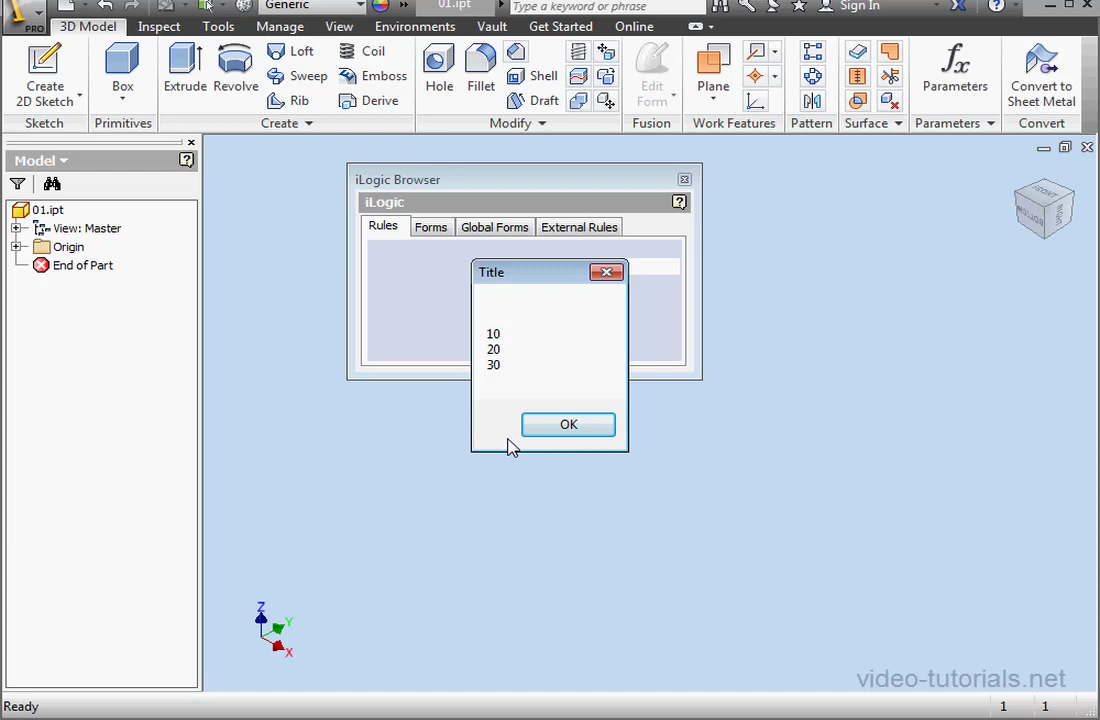 Generic
01.ipt
Type a keyword or phrase
Sign In
PRO
3D Model
Inspect
Tools
Manage
View
Environments
Vault
Get Started
Online
Create
2D Sketch
Box
Extrude
Revolve
Loft
Sweep
Rib
Coil
Emboss
Derive
Hole
Fillet
Shell
Draft
Edit
Form
Plane
Parameters
Convert to
Sheet Metal
Sketch
Primitives
Create
Modify
Fusion
Work Features
Pattern
Surface
Parameters
Convert
Model
01.ipt
View: Master
Origin
End of Part
iLogic Browser
iLogic
Rules
Forms
Global Forms
External Rules
Title
10
20
30
OK
FRONT
RIGHT
BOTTOM
Z
Y
X
video-tutorials.net
Ready
1
1